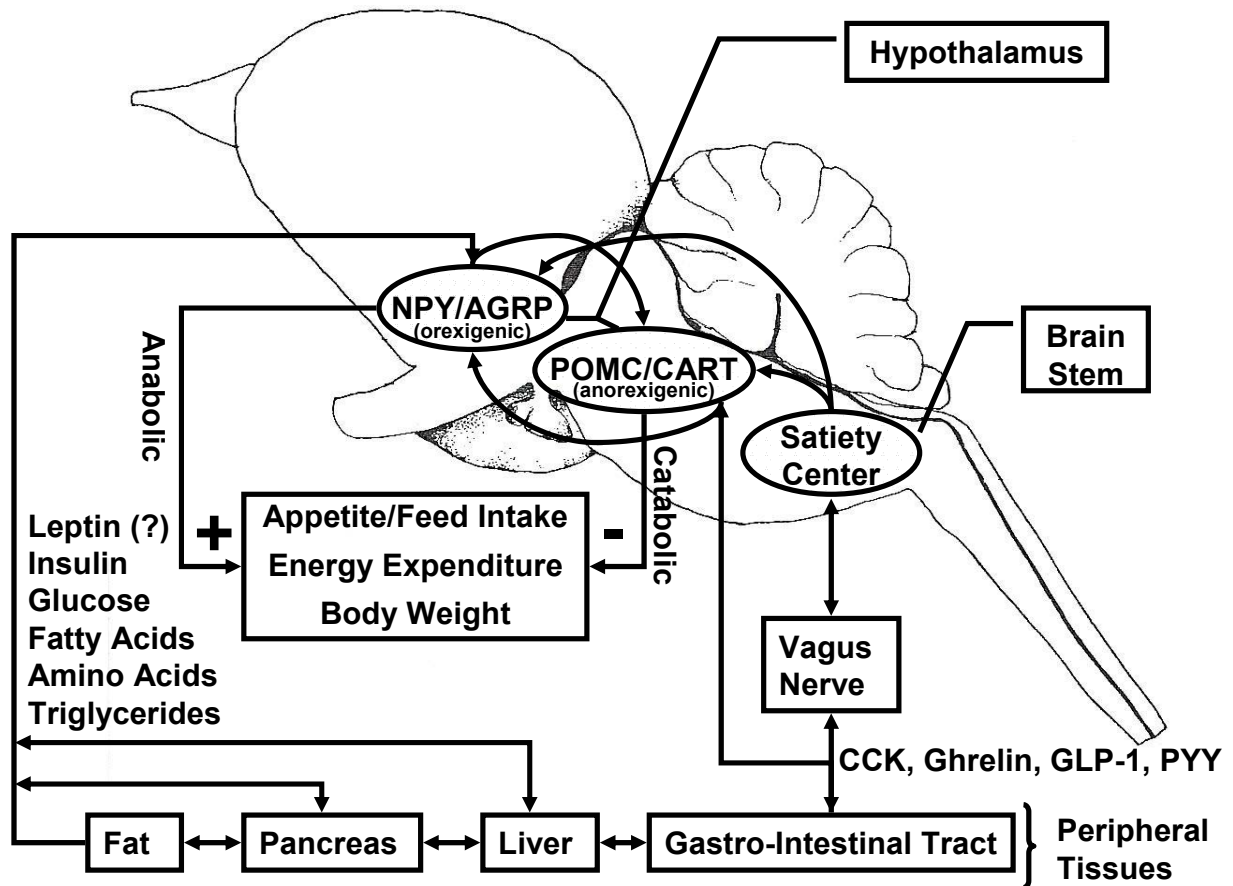 Hypothalamus
NPY/AGRP
(orexigenic)
POMC/CART
(anorexigenic)
Brain
Stem
Satiety
Center
Anabolic
Catabolic
Leptin (?)
Insulin
Glucose
Fatty Acids
Amino Acids
Triglycerides
+
Appetite/Feed Intake
Energy Expenditure
Body Weight
-
Vagus
Nerve
CCK, Ghrelin, GLP-1, PYY
Fat
Pancreas
Liver
Gastro-Intestinal Tract
Peripheral
Tissues